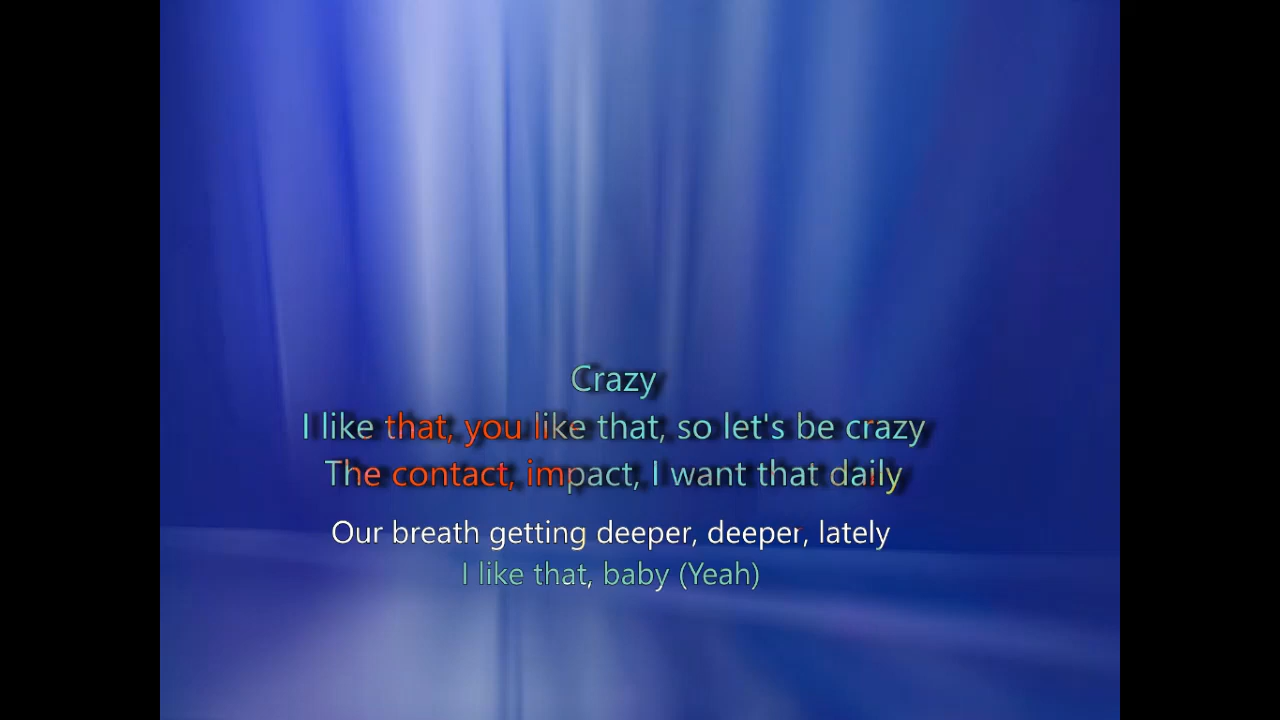 Crazy
I like that, you like that, so let's be crazy
The contact, impact, I want that daily
Our breath getting deeper, deeper, lately
I like that, baby (Yeah)